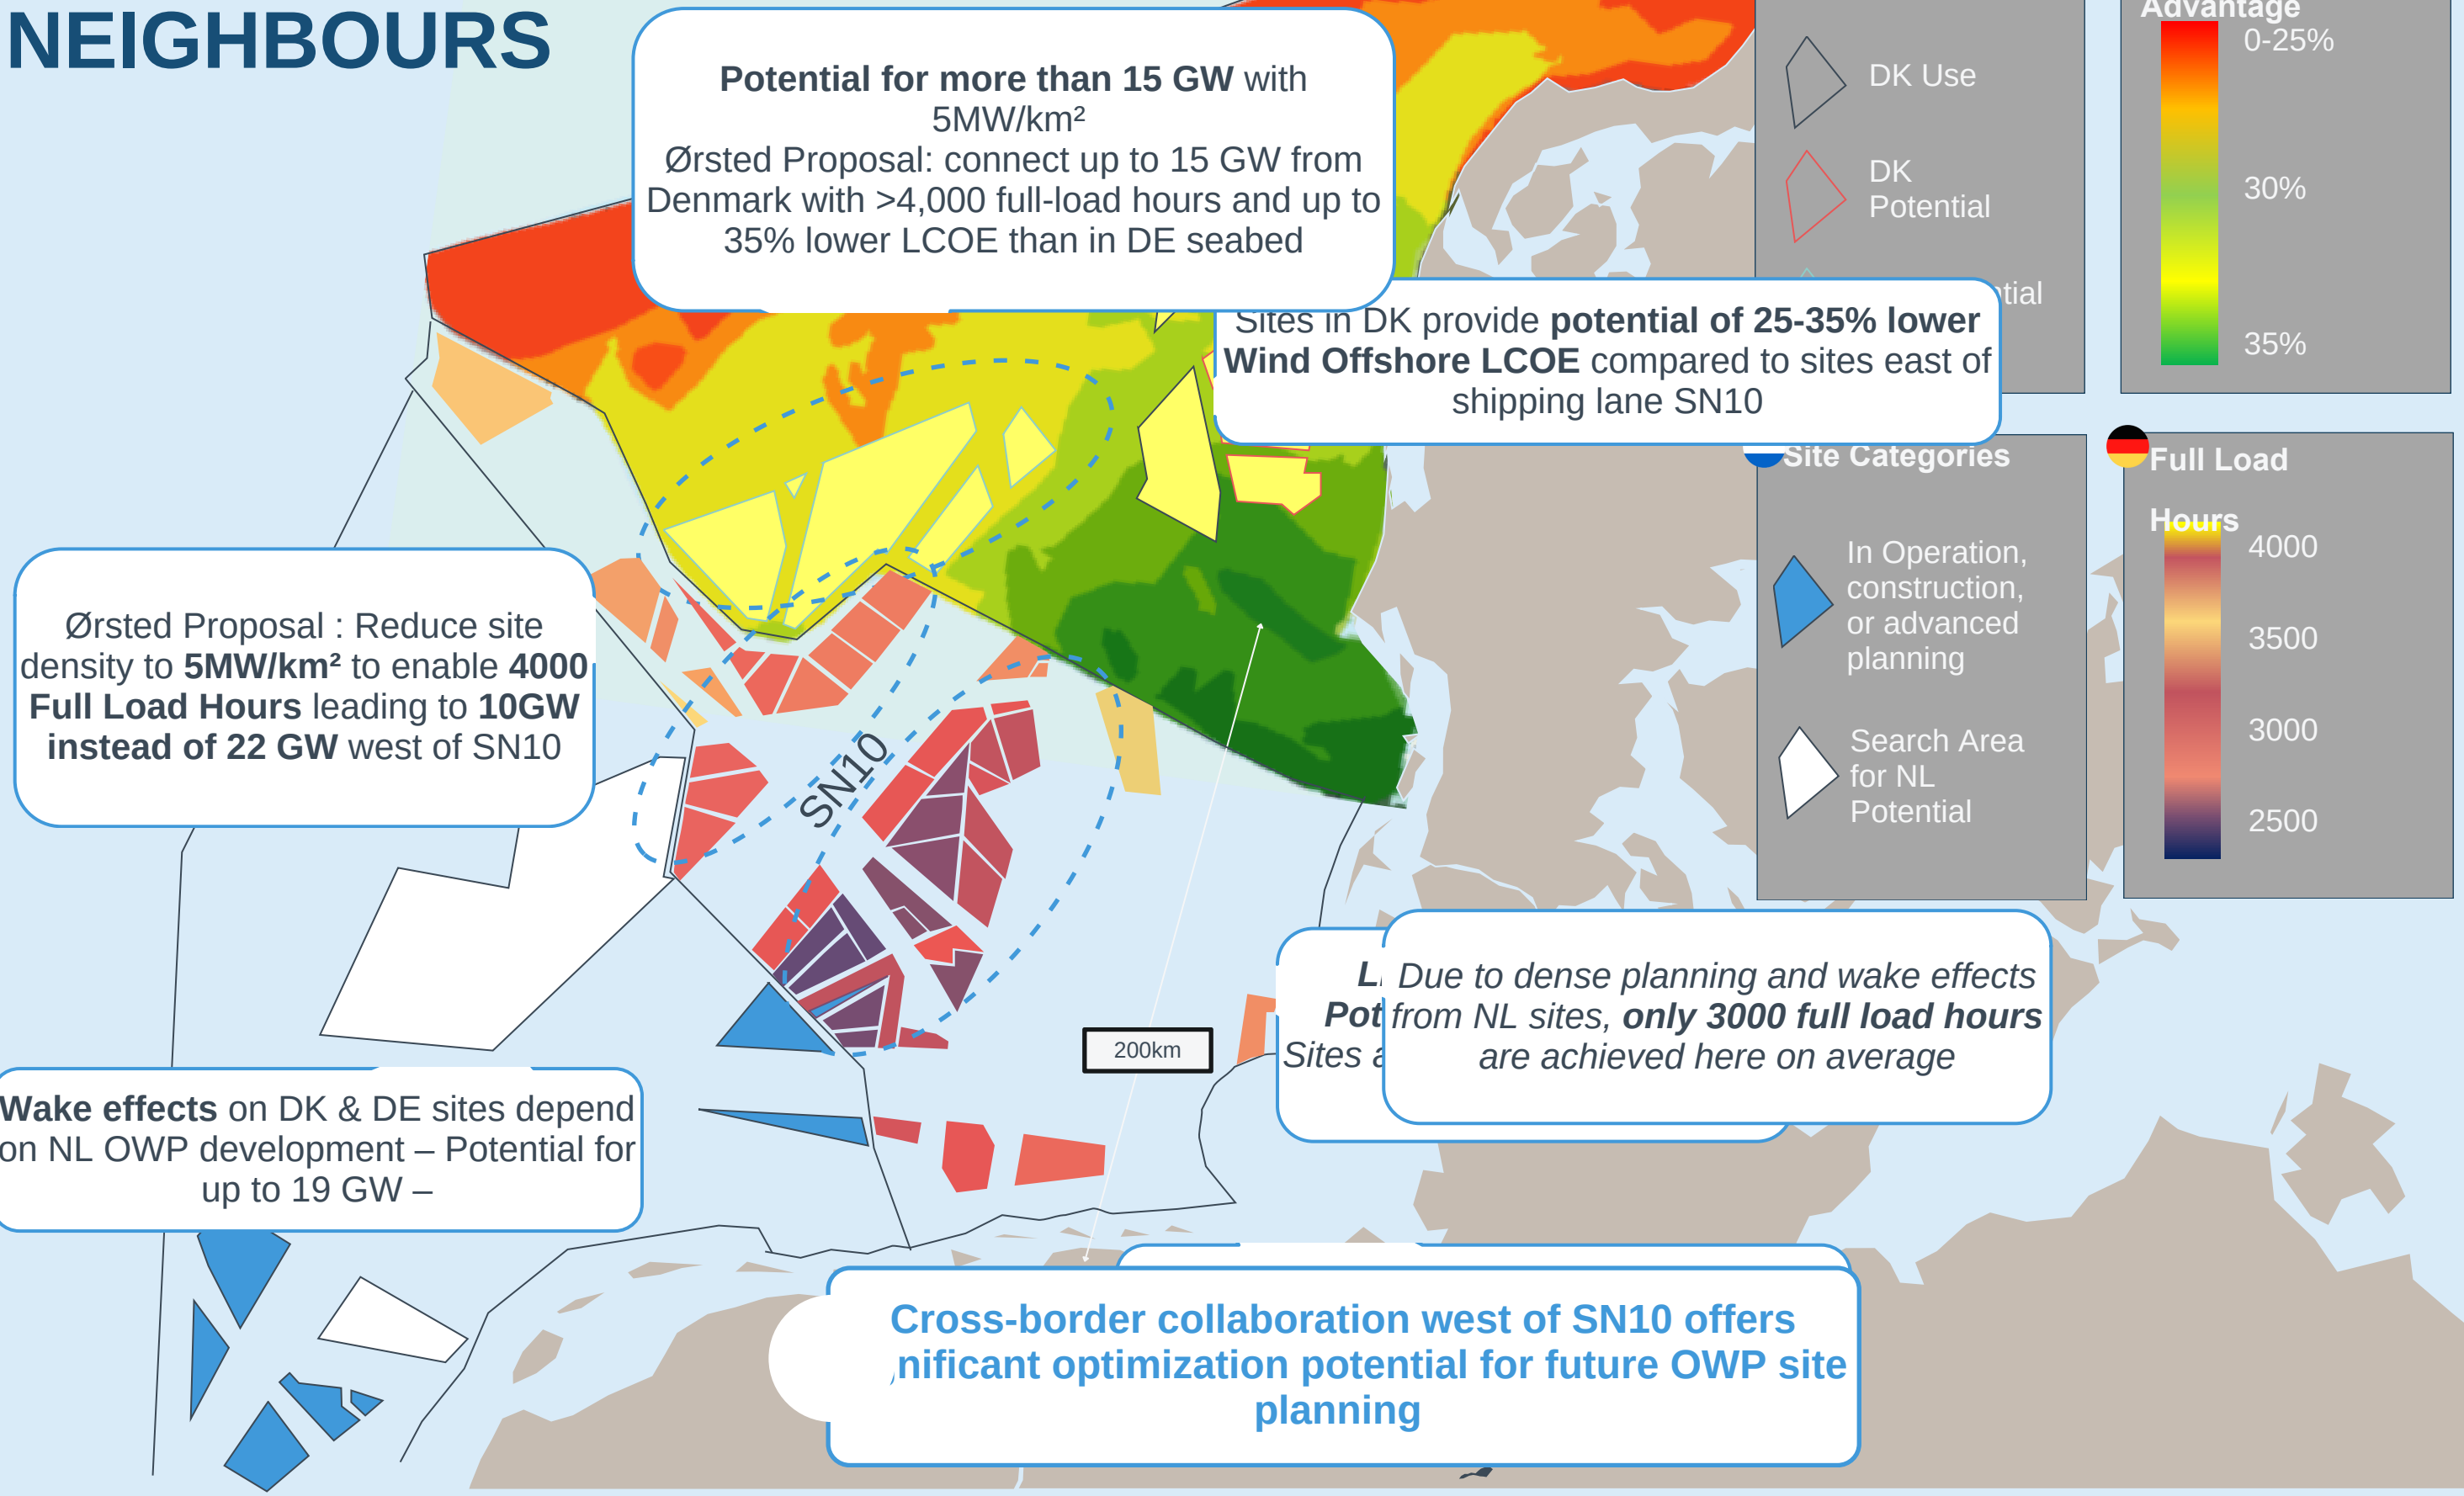 NEIGHBOURS
Potential for more than 15 GW with
5MW/km²
Ørsted Proposal: connect up to 15 GW from
Denmark with >4,000 full-load hours and up to
35% lower LCOE than in DE seabed
Sites in DK provide potential of 25-35% lower
Wind Offshore LCOE compared to sites east of
shipping lane SN10
DK Use
DK
Potential
Advantage
0-25%
30%
35%
Site Categories
In Operation,
construction,
or advanced
planning
Search Area
for NL
Potential
Full Load
Hours
4000
3500
3000
2500
Ørsted Proposal : Reduce site
density to 5MW/km² to enable 4000
Full Load Hours leading to 10GW
instead of 22 GW west of SN10
SN10
Due to dense planning and wake effects
from NL sites, only 3000 full load hours
are achieved here on average
Sites
200km
Wake effects on DK & DE sites depend
on NL OWP development – Potential for
up to 19 GW –
Cross-border collaboration west of SN10 offers
nificant optimization potential for future OWP site
planning